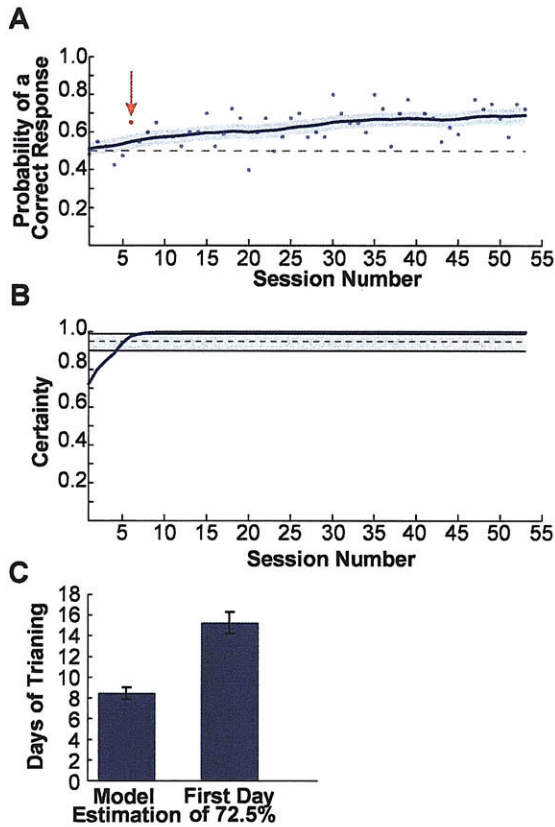 A
Probability of a
Correct Response
1.0
0.8
0.6
0.4
0.2
5 10 15 20 25 30 35 40 45 50 55
Session Number
B
Certainty
1.0
0.8
0.6
0.4
0.2
5 10 15 20 25 30 35 40 45 50 55
Session Number
C
Days of Trianing
18
16
14
12
10
8
6
4
2
0
Model First Day
Estimation of 72.5%